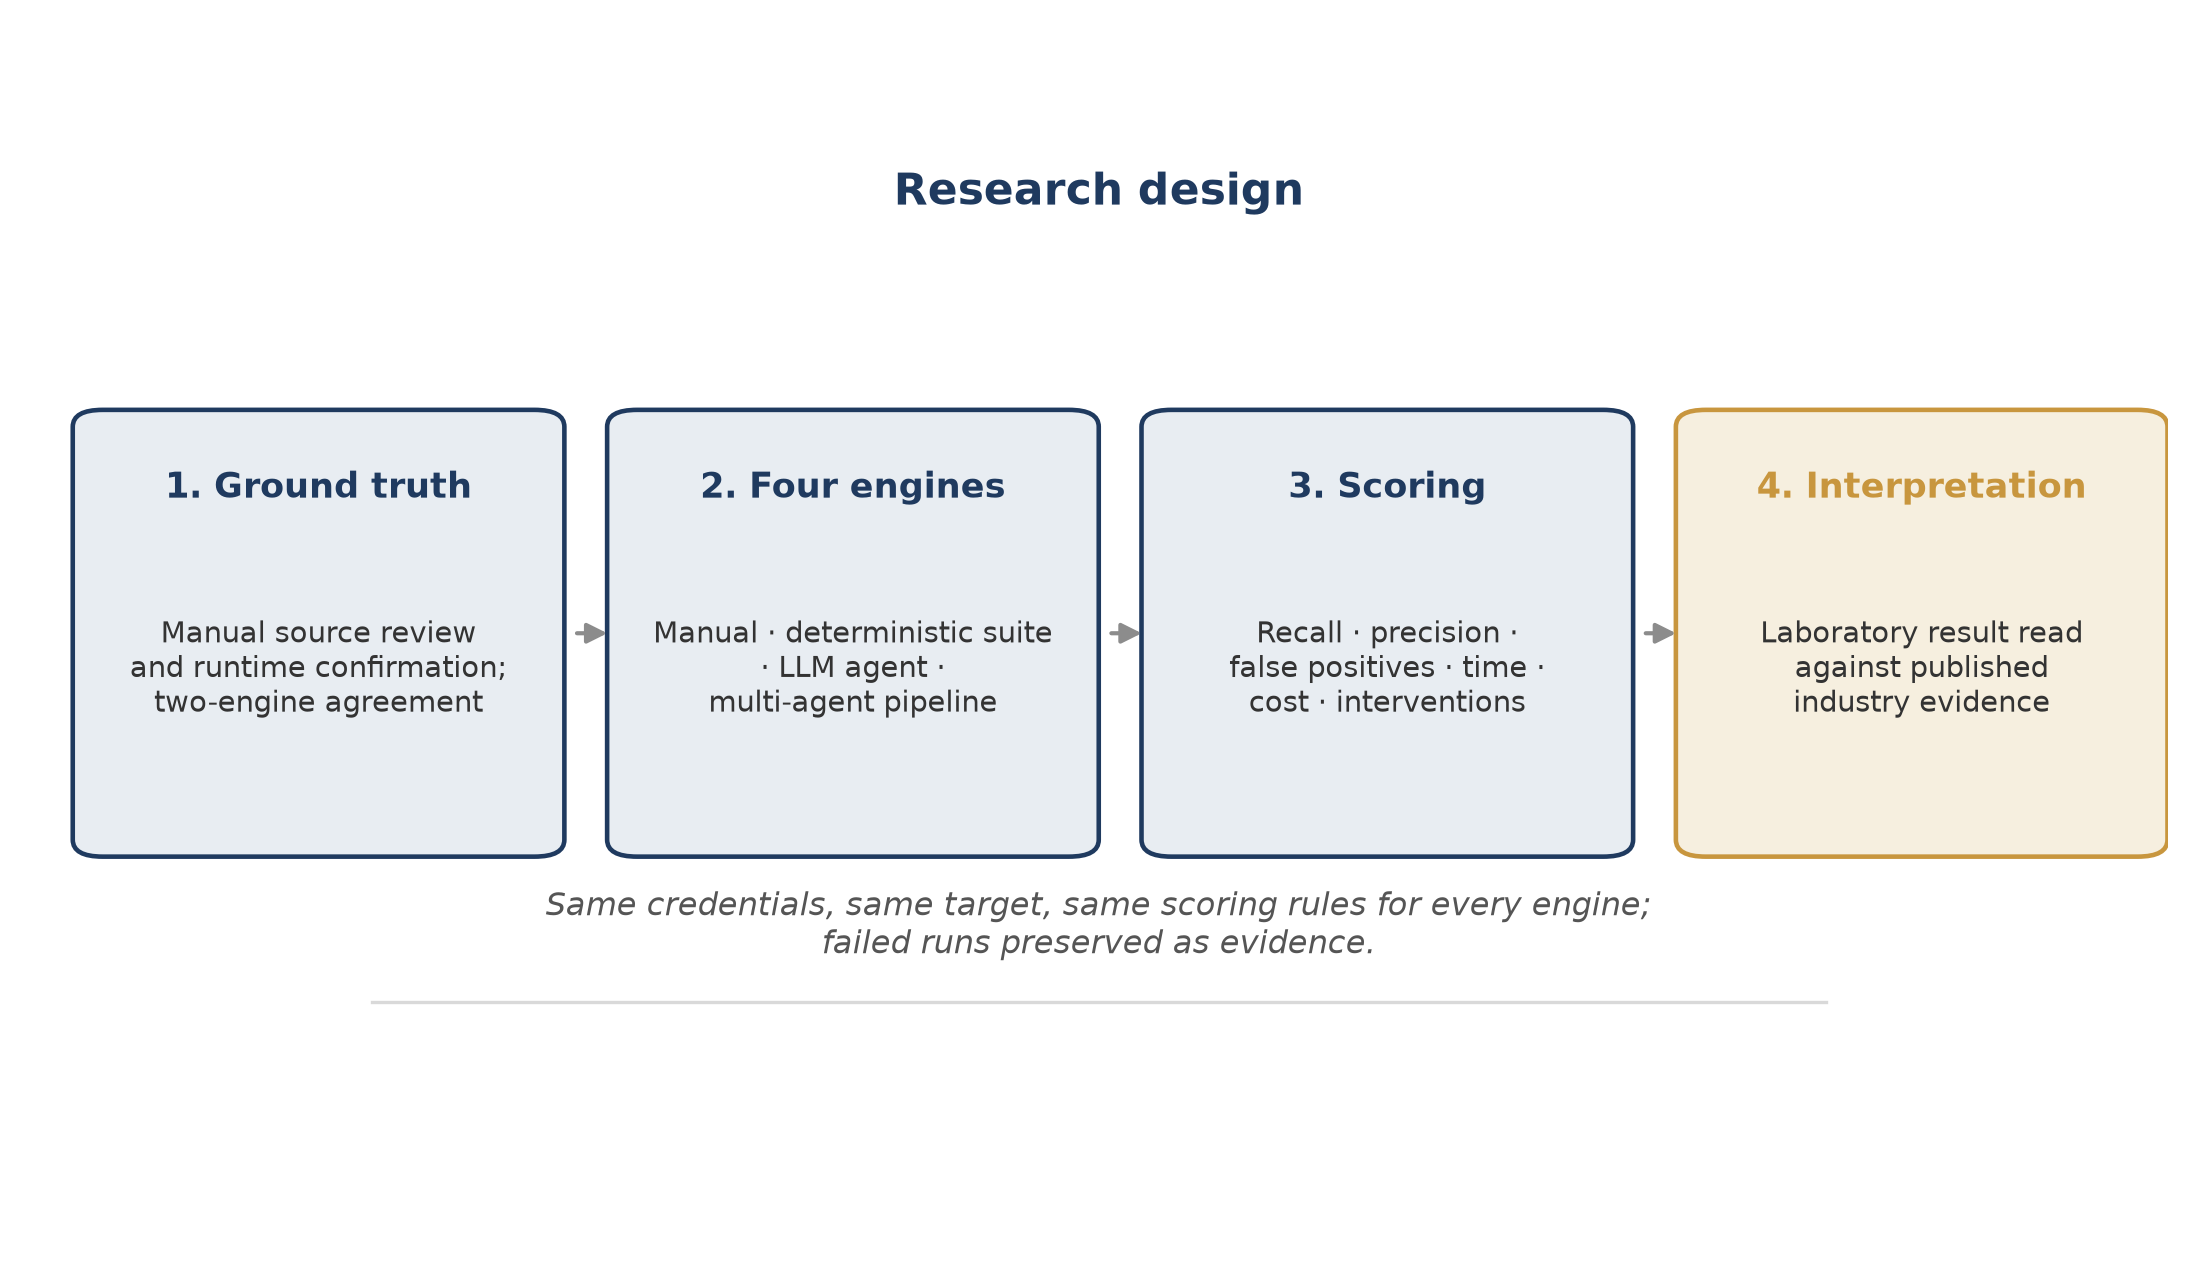 Research design
1. Ground truth
Manual source review
and runtime confirmation;
two-engine agreement
2. Four engines
Manual · deterministic suite
· LLM agent ·
multi-agent pipeline
3. Scoring
Recall · precision ·
false positives · time ·
cost · interventions
4. Interpretation
Laboratory result read
against published
industry evidence
Same credentials, same target, same scoring rules for every engine;
failed runs preserved as evidence.